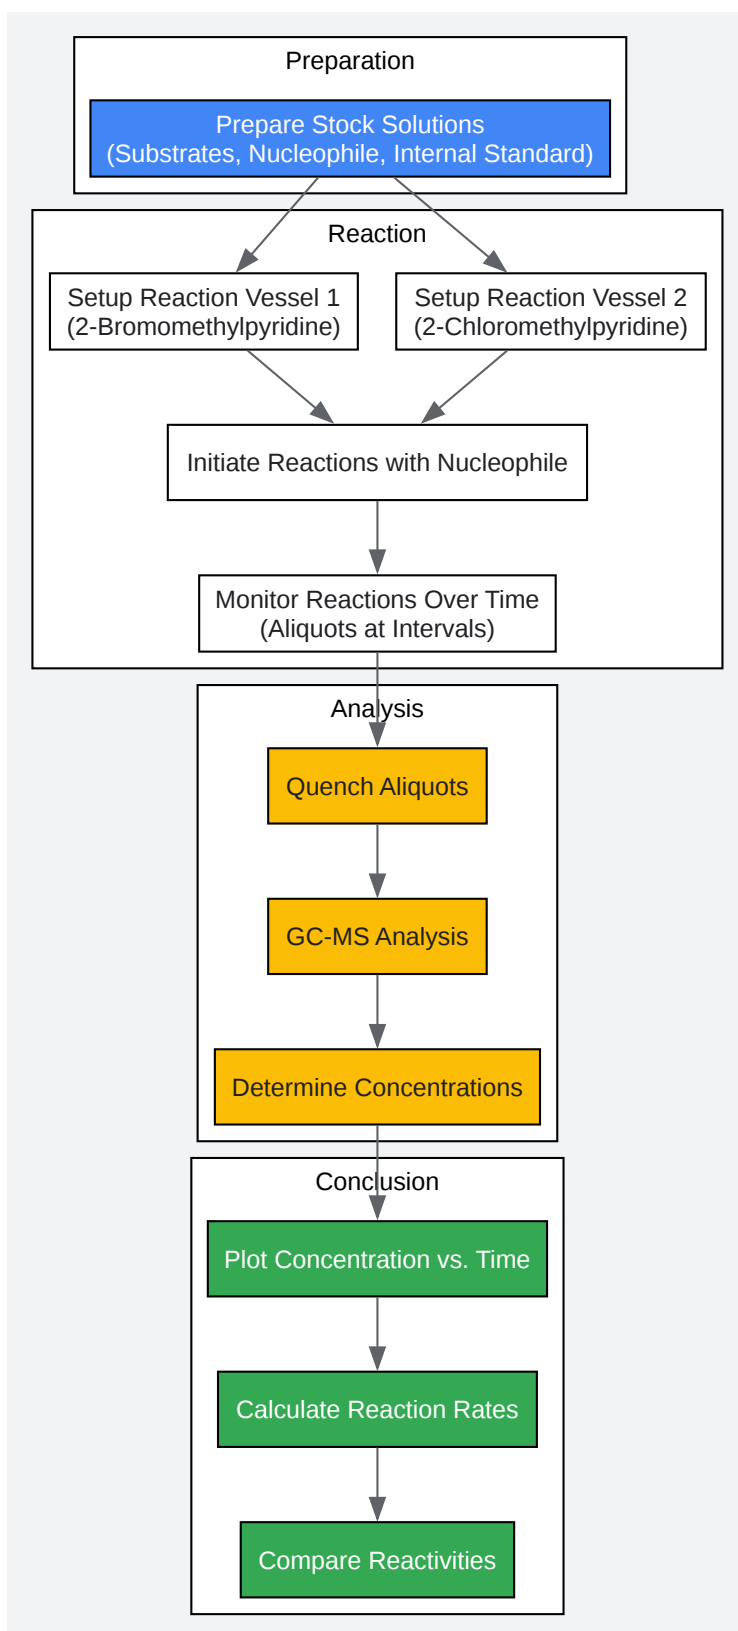 Preparation
Prepare Stock Solutions
(Substrates, Nucleophile, Internal Standard)
Reaction
Setup Reaction Vessel 1
(2-Bromomethylpyridine)
Setup Reaction Vessel 2
(2-Chloromethylpyridine)
Initiate Reactions with Nucleophile
Monitor Reactions Over Time
(Aliquots at Intervals)
Analysis
Quench Aliquots
GC-MS Analysis
Determine Concentrations
Conclusion
Plot Concentration vs. Time
Calculate Reaction Rates
Compare Reactivities